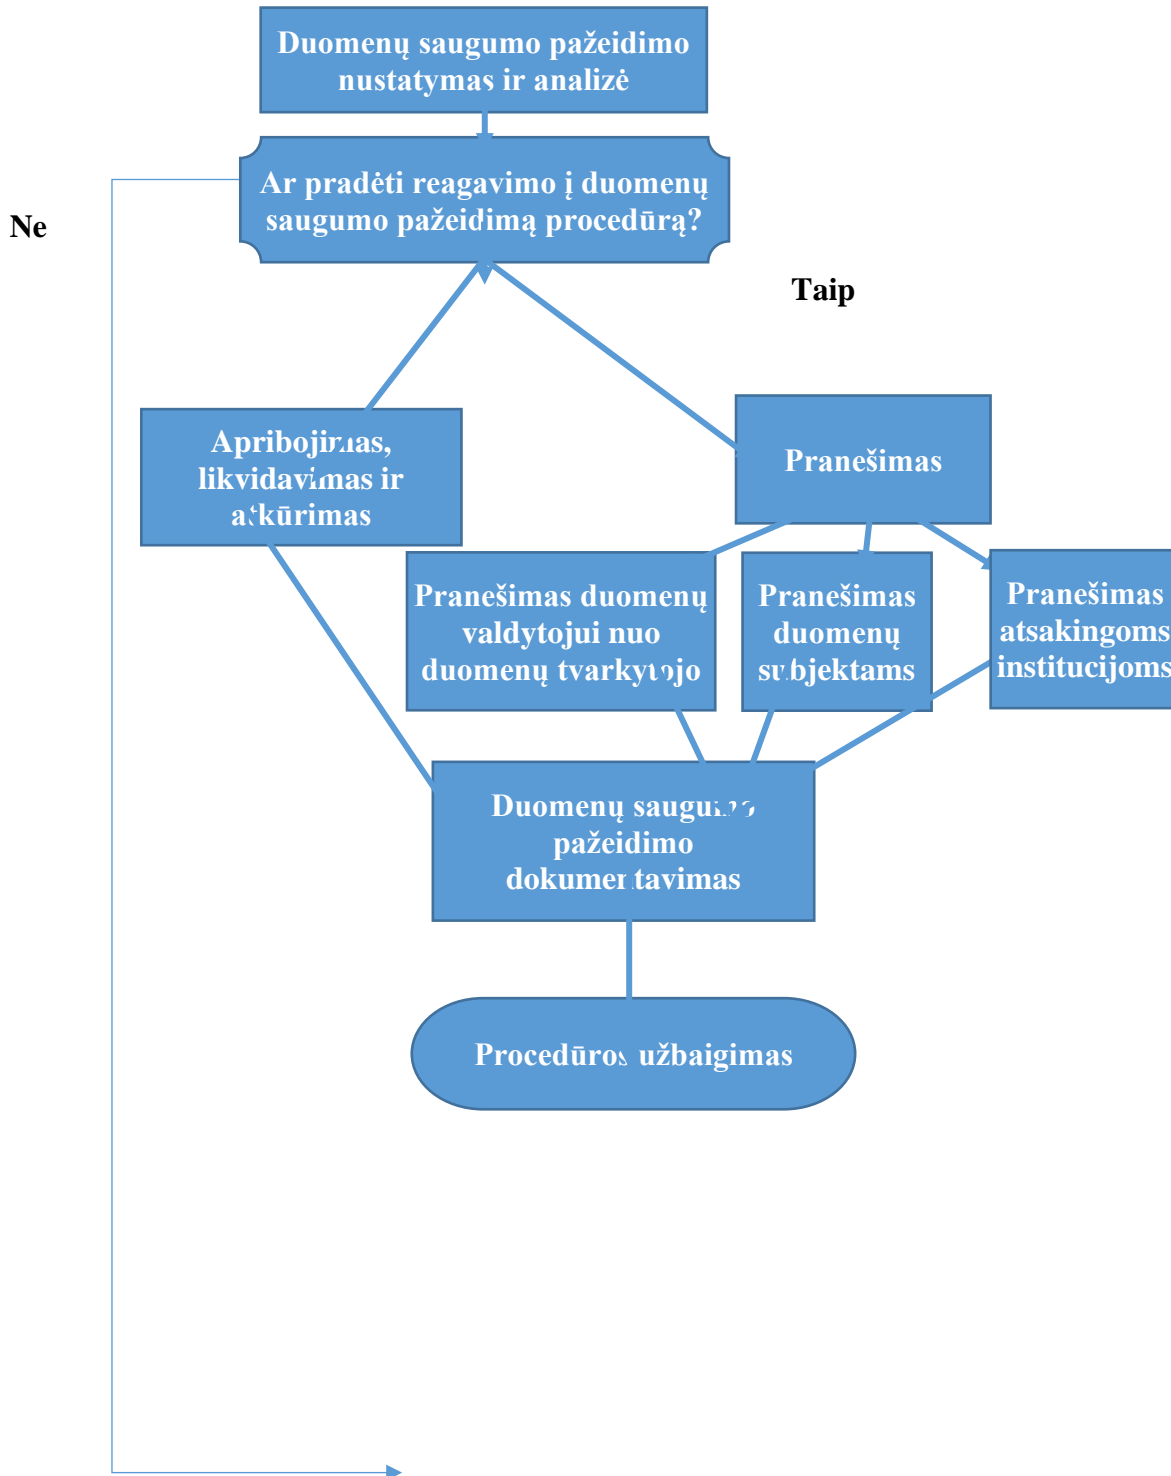 Duomenų saugumo pažeidimo
nustatymas ir analizė
Ar pradėti reagavimo į duomenų
saugumo pažeidimą procedūrą?
Ne
Taip
Apribojimas,
likvidavimas ir
atkūrimas
Pranešimas
Pranešimas duomenų
valdytojui nuo
duomenų tvarkytojo
Pranešimas
duomenų
subjektams
Pranešimas
atsakingoms
institucijoms
Duomenų saugumo
pažeidimo
dokumentavimas
Procedūros užbaigimas